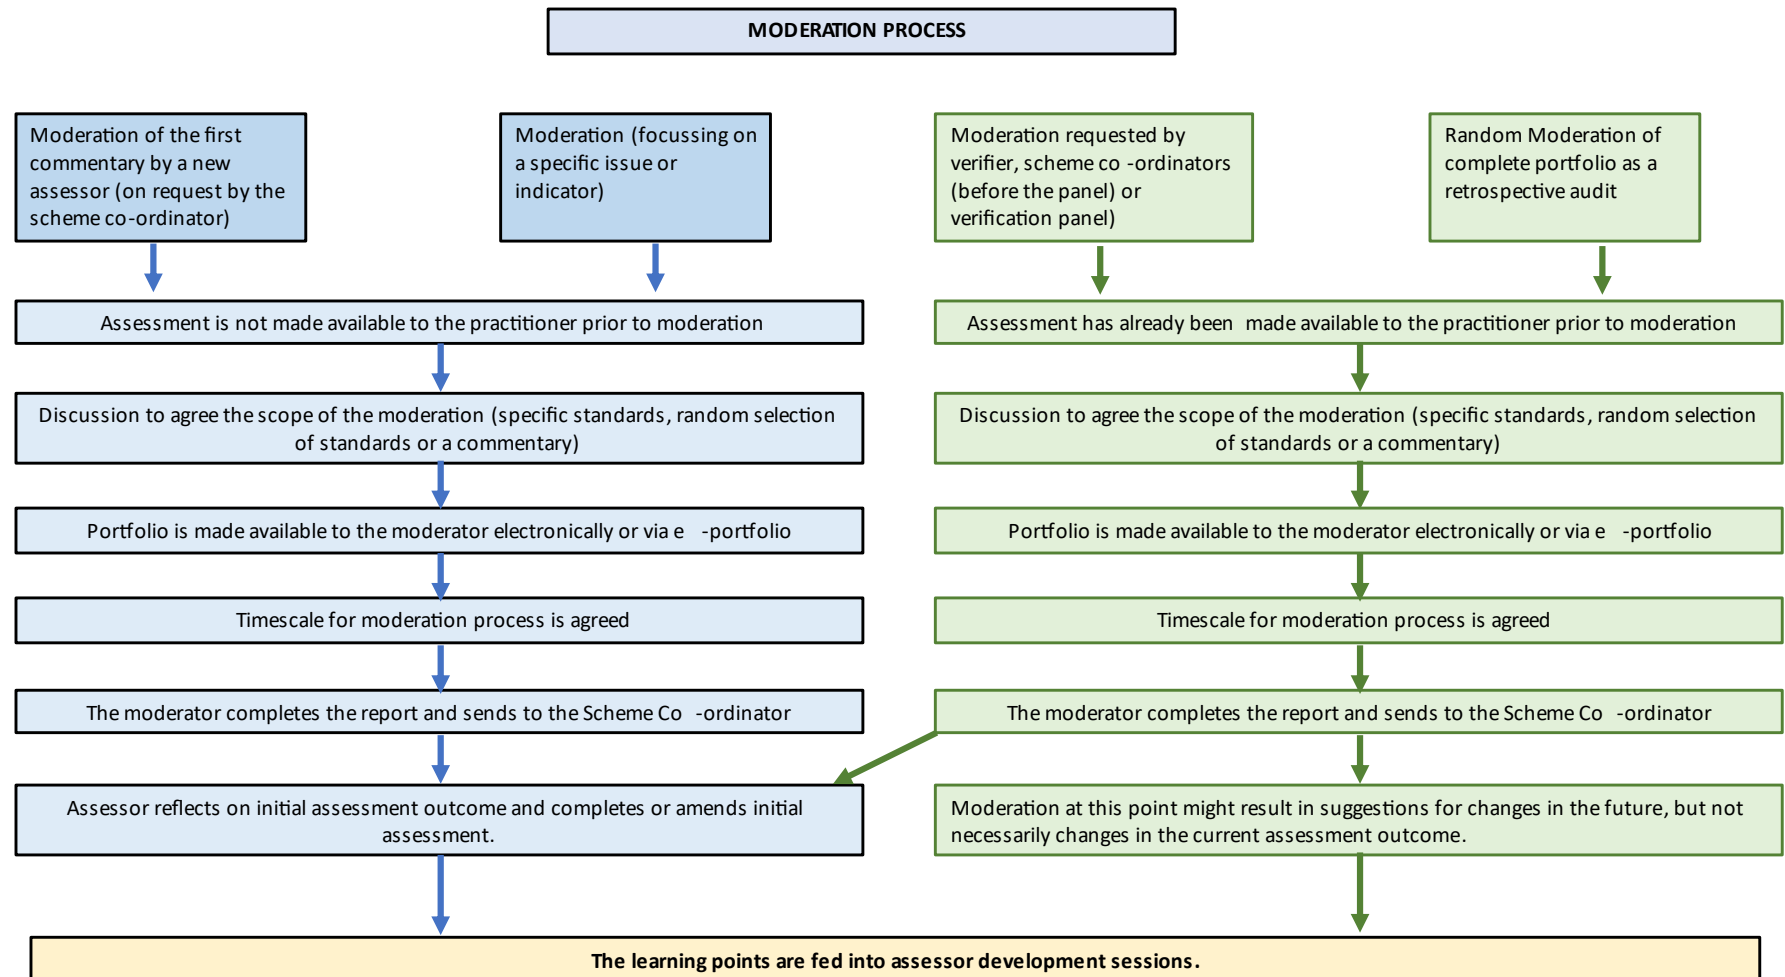 MODERATION PROCESS
Moderation of the first
commentary by a new
assessor (on request by the
scheme co-ordinator)
Moderation (focussing on
a specific issue or
indicator)
Moderation requested by
verifier, scheme co -ordinators
(before the panel) or
verification panel)
Random Moderation of
complete portfolio as a
retrospective audit
Assessment is not made available to the practitioner prior to moderation
Assessment has already been made available to the practitioner prior to moderation
Discussion to agree the scope of the moderation (specific standards, random selection
of standards or a commentary)
Discussion to agree the scope of the moderation (specific standards, random selection
of standards or a commentary)
Portfolio is made available to the moderator electronically or via e -portfolio
Portfolio is made available to the moderator electronically or via e -portfolio
Timescale for moderation process is agreed
Timescale for moderation process is agreed
The moderator completes the report and sends to the Scheme Co -ordinator
The moderator completes the report and sends to the Scheme Co -ordinator
Assessor reflects on initial assessment outcome and completes or amends initial
assessment.
Moderation at this point might result in suggestions for changes in the future, but not
necessarily changes in the current assessment outcome.
The learning points are fed into assessor development sessions.